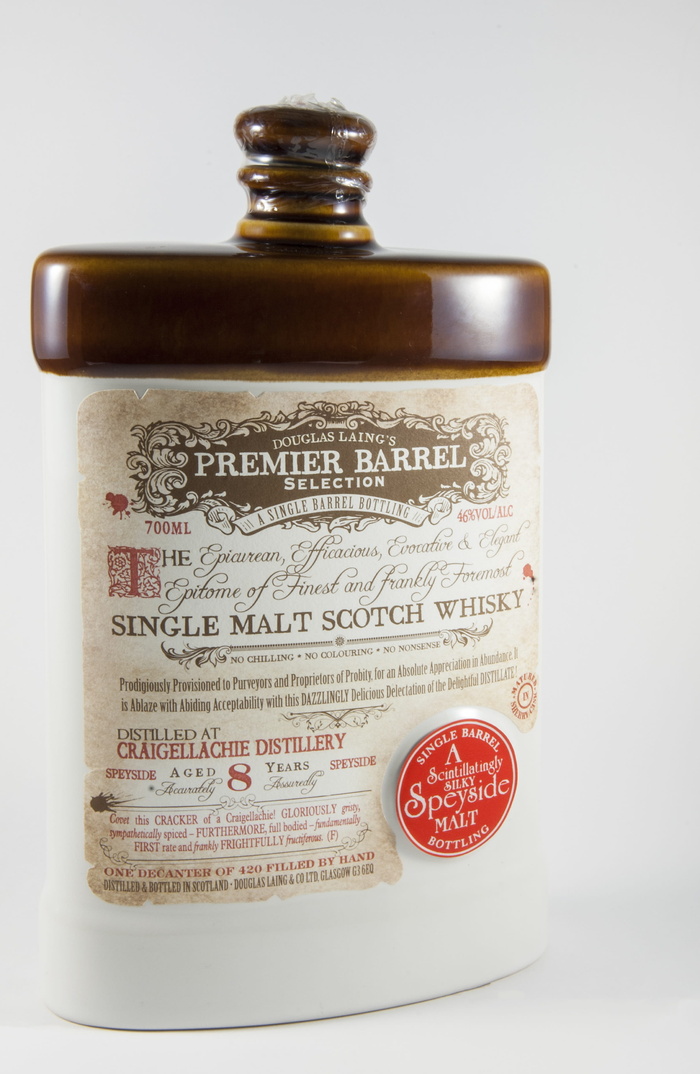 DOUGLAS LAING'S
PREMIER BARREL
SELECTION
A SINGLE BARREL BOTTLING
700ML
46%VOL/ALC
THE Epicurean, Efficacious, Evocative & Elegant
Epitome of Finest and frankly Foremost
SINGLE MALT SCOTCH WHISKY
NO CHILLING • NO COLOURING • NO NONSENSE
Prodigiously Provisioned to Purveyors and Proprietors of Probity, for an Absolute Appreciation in Abundance. It
is Ablaze with Abiding Acceptability with this DAZZLINGLY Delicious Delectation of the Delightful DISTILLATE!
MATURED
IN
SHERRY CASK
DISTILLED AT
CRAIGELLACHIE DISTILLERY
SPEYSIDE AGED 8 YEARS SPEYSIDE
Accurately Assuredly
Covet this CRACKER of a Craigellachie! GLORIOUSLY gristy,
sympathetically spiced – FURTHERMORE, full bodied – fundamentally
FIRST rate and frankly FRIGHTFULLY fructiferous. (F)
ONE DECANTER OF 420 FILLED BY HAND
DISTILLED & BOTTLED IN SCOTLAND · DOUGLAS LAING & CO LTD. GLASGOW G3 6EQ
SINGLE BARREL
A
Scintillatingly
SILKY
Speyside
MALT
BOTTLING